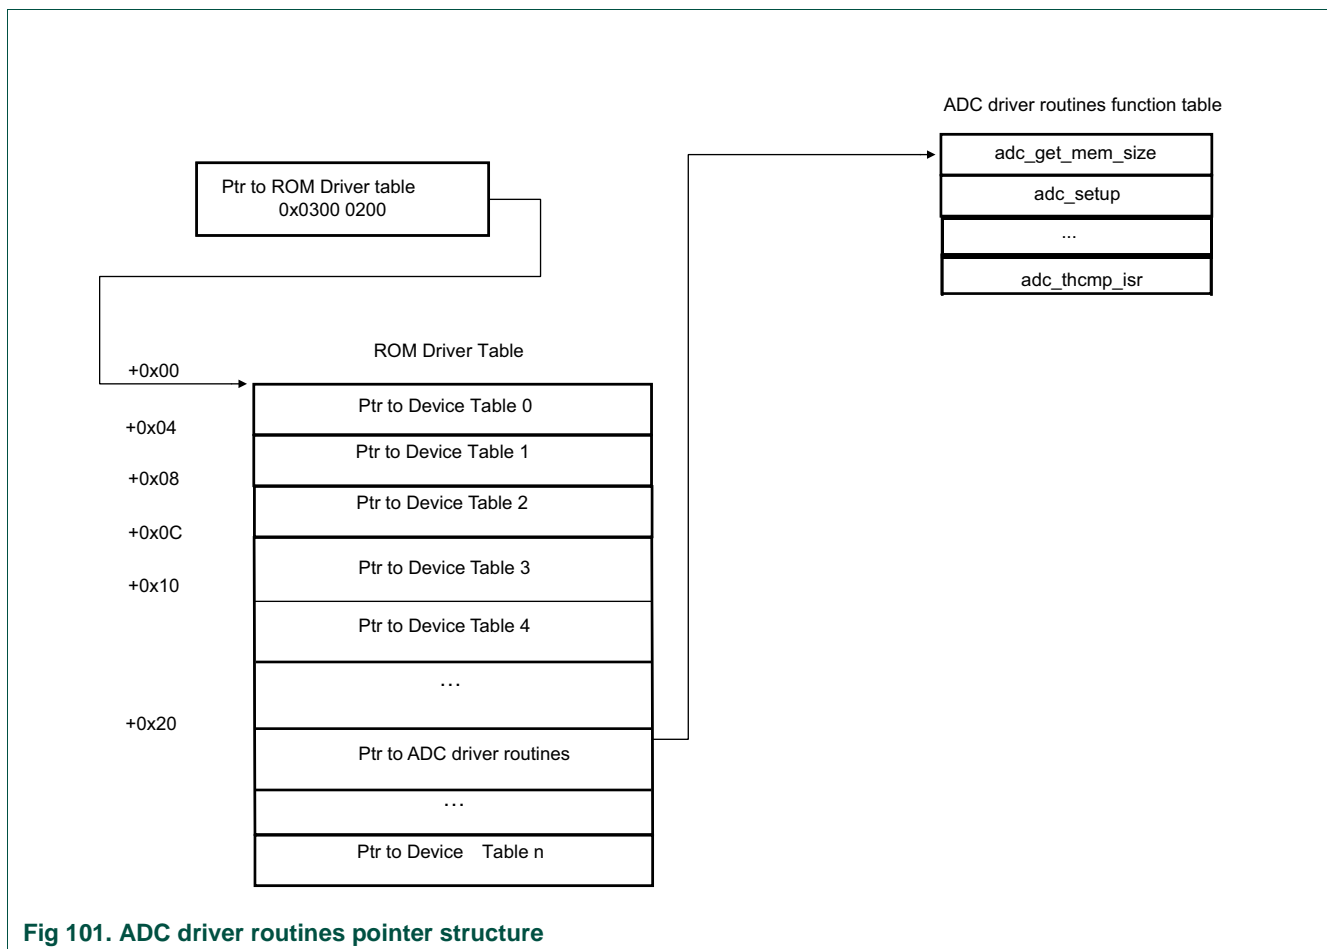 ADC driver routines function table
adc_get_mem_size
adc_setup
...
adc_thcmp_isr
Ptr to ROM Driver table
0x0300 0200
ROM Driver Table
+0x00
Ptr to Device Table 0
+0x04
Ptr to Device Table 1
+0x08
Ptr to Device Table 2
+0x0C
Ptr to Device Table 3
+0x10
Ptr to Device Table 4
...
+0x20
Ptr to ADC driver routines
...
Ptr to Device Table n
Fig 101. ADC driver routines pointer structure